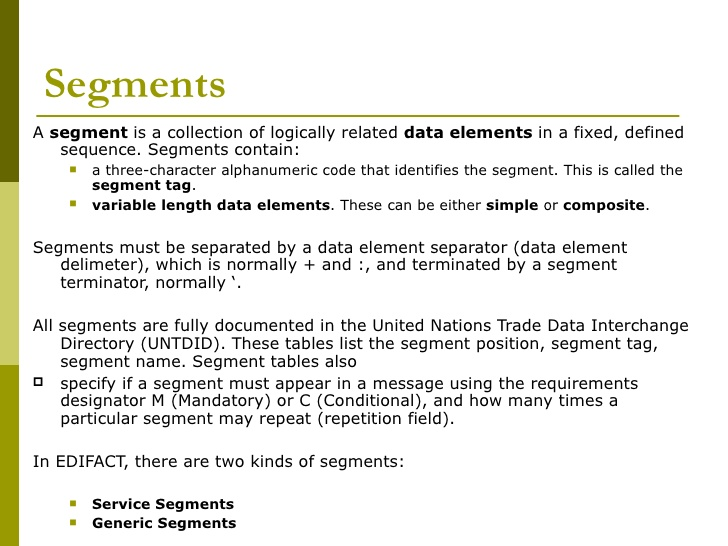 Segments
A segment is a collection of logically related data elements in a fixed, defined
sequence. Segments contain:
a three-character alphanumeric code that identifies the segment. This is called the
segment tag.
variable length data elements. These can be either simple or composite.
Segments must be separated by a data element separator (data element
delimeter), which is normally + and :, and terminated by a segment
terminator, normally ‘.
All segments are fully documented in the United Nations Trade Data Interchange
Directory (UNTDID). These tables list the segment position, segment tag,
segment name. Segment tables also
specify if a segment must appear in a message using the requirements
designator M (Mandatory) or C (Conditional), and how many times a
particular segment may repeat (repetition field).
In EDIFACT, there are two kinds of segments:
Service Segments
Generic Segments